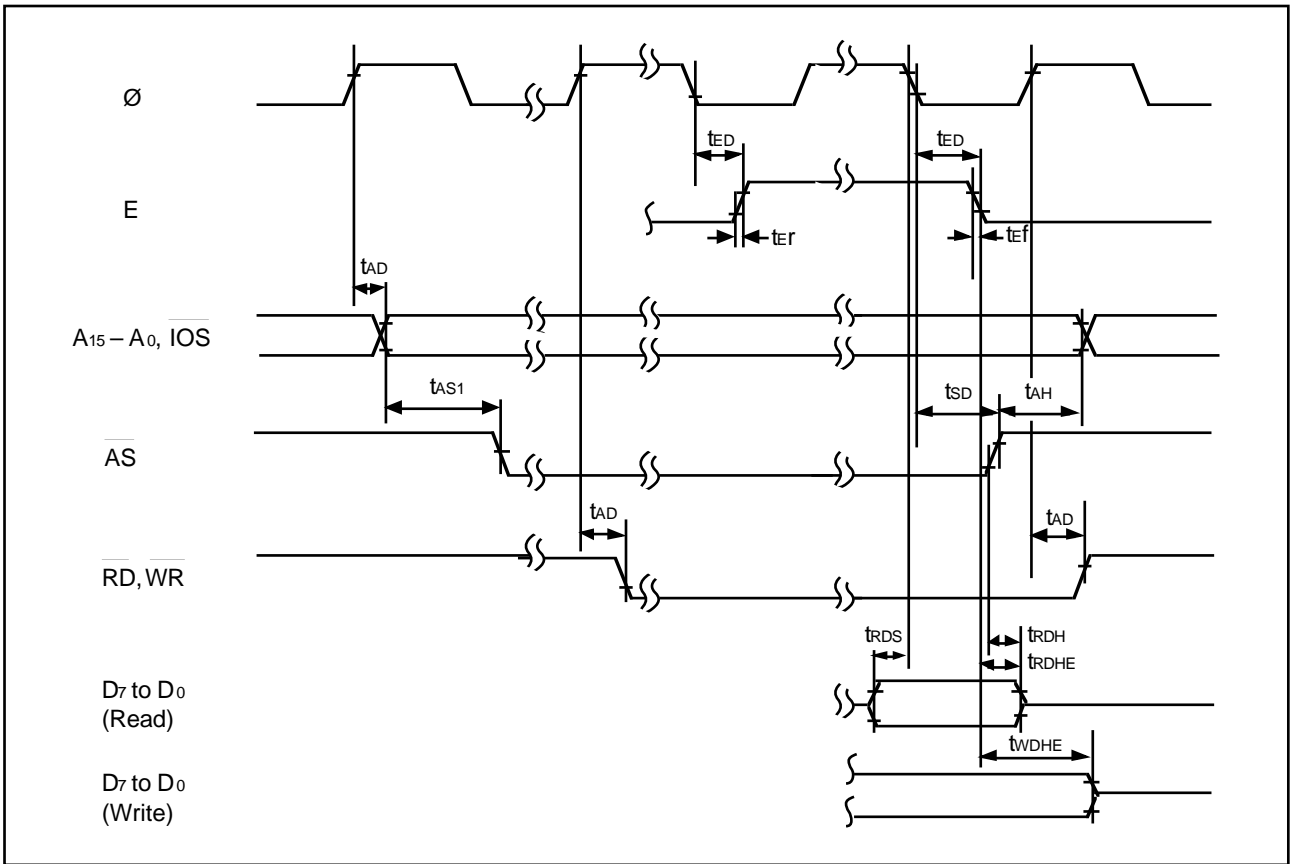 Ø
tED tED
E
tEr tEf
tAD
A15 – A0, IOS
tAS1 tSD tAH
AS
tAD tAD
RD, WR
tRDS tRDH
tRDHE
D7 to D0
(Read)
tWDHE
D7 to D0
(Write)